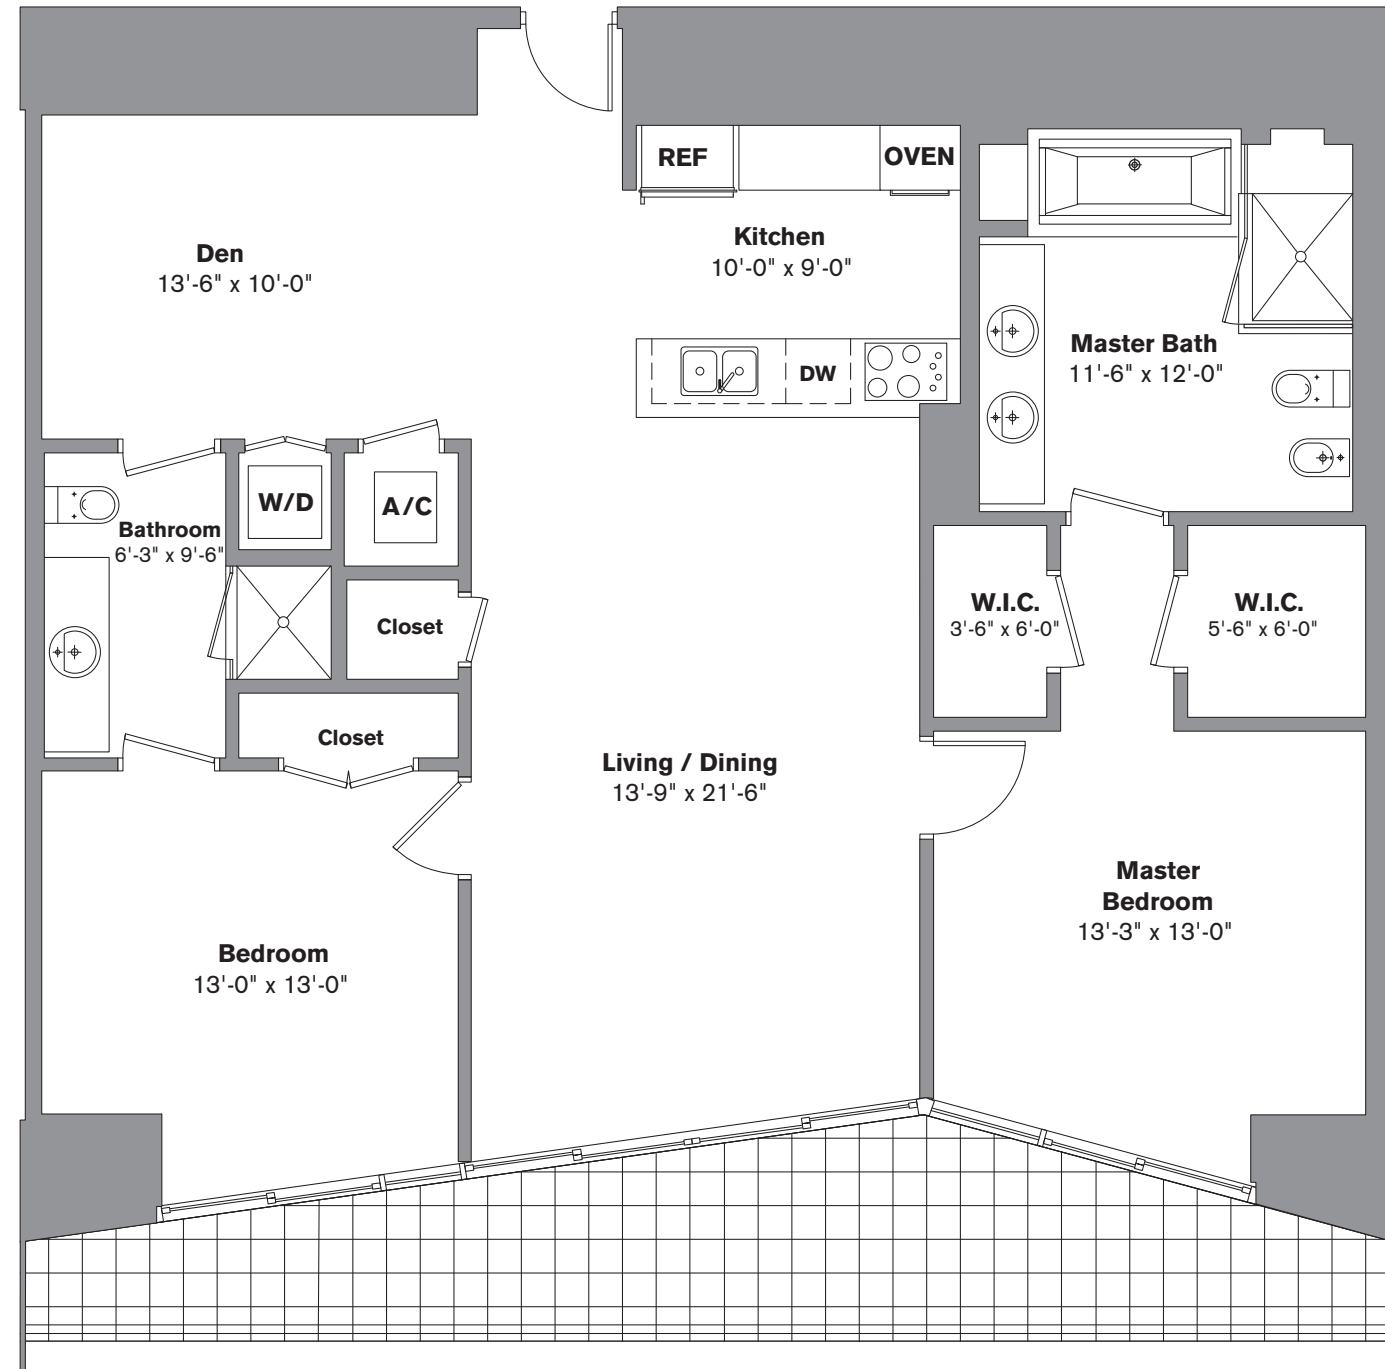 REF
OVEN
Kitchen
10'-0" x 9'-0"
Den
13'-6" x 10'-0"
Master Bath
11'-6" x 12'-0"
DW
W/D
A/C
Bathroom
6'-3" x 9'-6"
Closet
W.I.C.
3'-6" x 6'-0"
W.I.C.
5'-6" x 6'-0"
Closet
Living / Dining
13'-9" x 21'-6"
Master
Bedroom
13'-3" x 13'-0"
Bedroom
13'-0" x 13'-0"